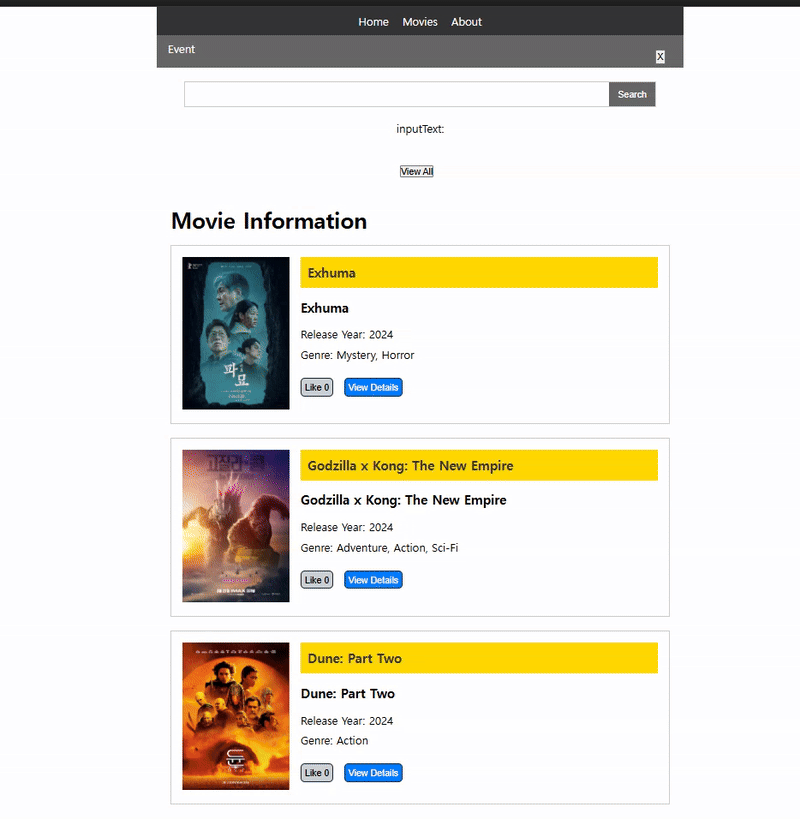 Home Movies About
Event
X
Search
inputText:
View All
Movie Information
Exhuma
Exhuma
Release Year: 2024
Genre: Mystery, Horror
Like 0 View Details
파묘
Godzilla x Kong: The New Empire
Godzilla x Kong: The New Empire
Release Year: 2024
Genre: Adventure, Action, Sci-Fi
Like 0 View Details
Dune: Part Two
Dune: Part Two
Release Year: 2024
Genre: Action
Like 0 View Details